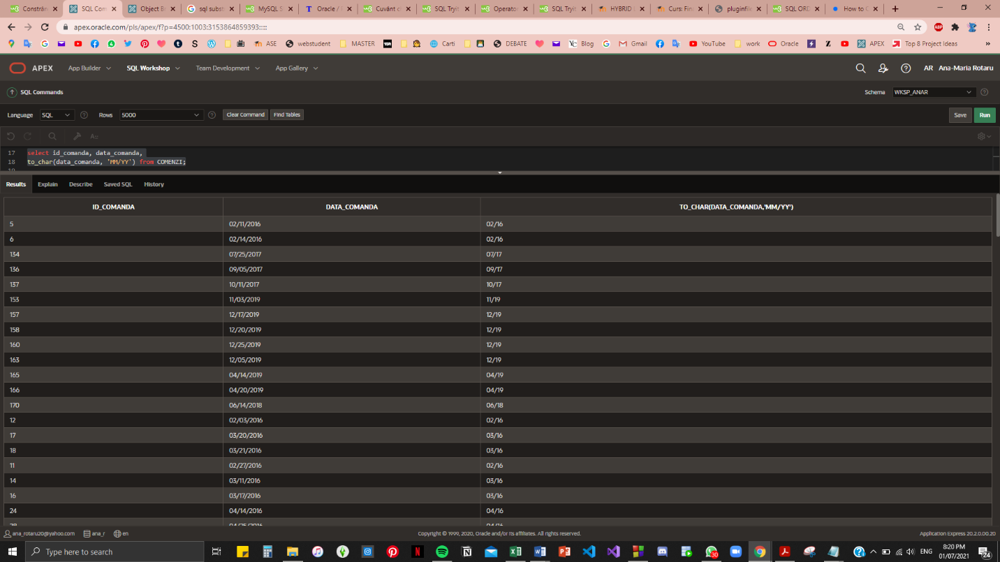 Constrân
SQL Com
Object B
sql subst
MySQL S
Oracle /
Cuvânt c
SQL Tryit
Operator
SQL Tryit
HYBRID
Curs: Fin
pluginfile
SQL ORD
How to C
apex.oracle.com/pls/apex/f?p=4500:1003:3153864859393:::::
ABP
ASE
webstudent
MASTER
Carti
DEBATE
Blog
Gmail
YouTube
work
Oracle
APEX
Top 8 Project Ideas
»
APEX
App Builder
SQL Workshop
Team Development
App Gallery
AR Ana-Maria Rotaru
SQL Commands
Schema WKSP_ANAR
Language SQL Rows 5000 Clear Command Find Tables Save Run
17 select id_comanda, data_comanda,
18 to_char(data_comanda, 'MM/YY') from COMENZI;
Results Explain Describe Saved SQL History
ID_COMANDA DATA_COMANDA TO_CHAR(DATA_COMANDA,'MM/YY')
5 02/11/2016 02/16
6 02/14/2016 02/16
134 07/25/2017 07/17
136 09/05/2017 09/17
137 10/11/2017 10/17
153 11/03/2019 11/19
157 12/17/2019 12/19
158 12/20/2019 12/19
160 12/25/2019 12/19
163 12/05/2019 12/19
165 04/14/2019 04/19
166 04/20/2019 04/19
170 06/14/2018 06/18
12 02/03/2016 02/16
17 03/20/2016 03/16
18 03/21/2016 03/16
11 02/27/2016 02/16
14 03/11/2016 03/16
16 03/17/2016 03/16
24 04/14/2016 04/16
ana_rotaru20@yahoo.com ana_r en
Copyright © 1999, 2020, Oracle and/or its affiliates. All rights reserved.
Application Express 20.2.0.00.20
Type here to search
30
ENG
8:20 PM
01/07/2021
24